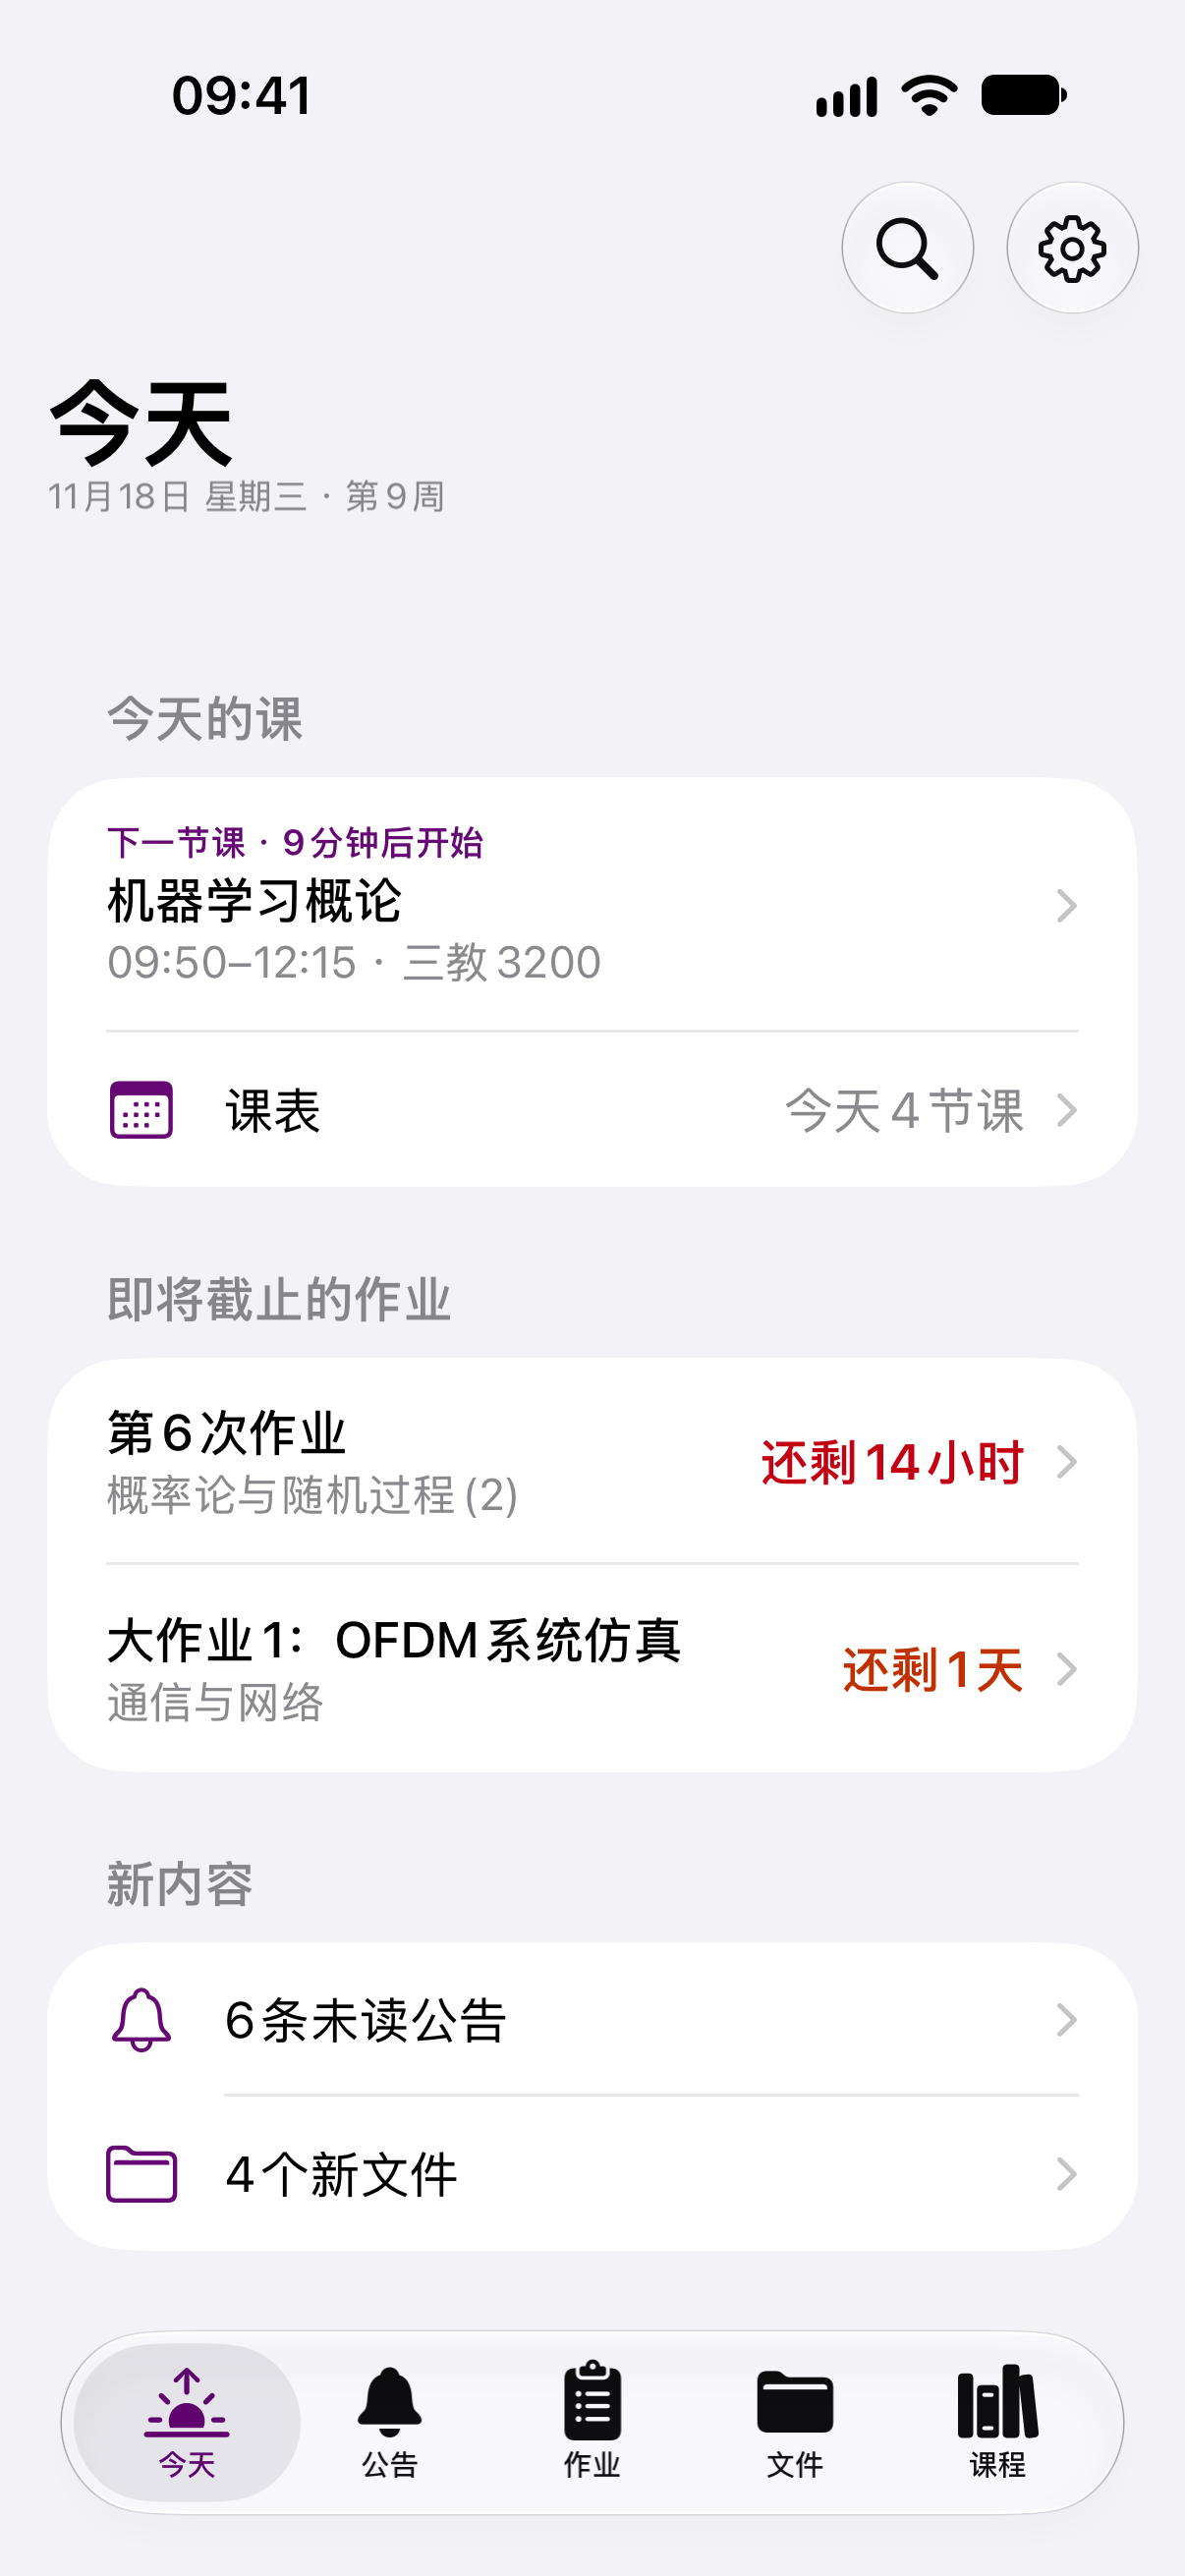 09:41
今天
11月18日 星期三 · 第9周
今天的课
下一节课 · 9分钟后开始
机器学习概论
09:50–12:15 · 三教 3200
课表 今天4节课
即将截止的作业
第6次作业
概率论与随机过程 (2)
还剩14小时
大作业1：OFDM系统仿真
通信与网络
还剩1天
新内容
6条未读公告
4个新文件
今天 公告 作业 文件 课程